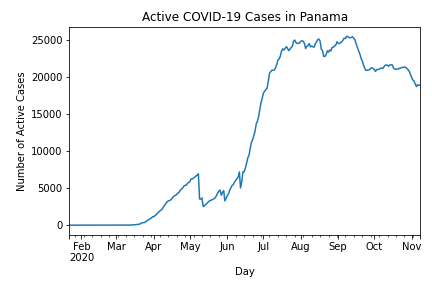 Active COVID-19 Cases in Panama
Number of Active Cases
25000
20000
15000
10000
5000
0
Feb Mar Apr May Jun Jul Aug Sep Oct Nov
2020
Day